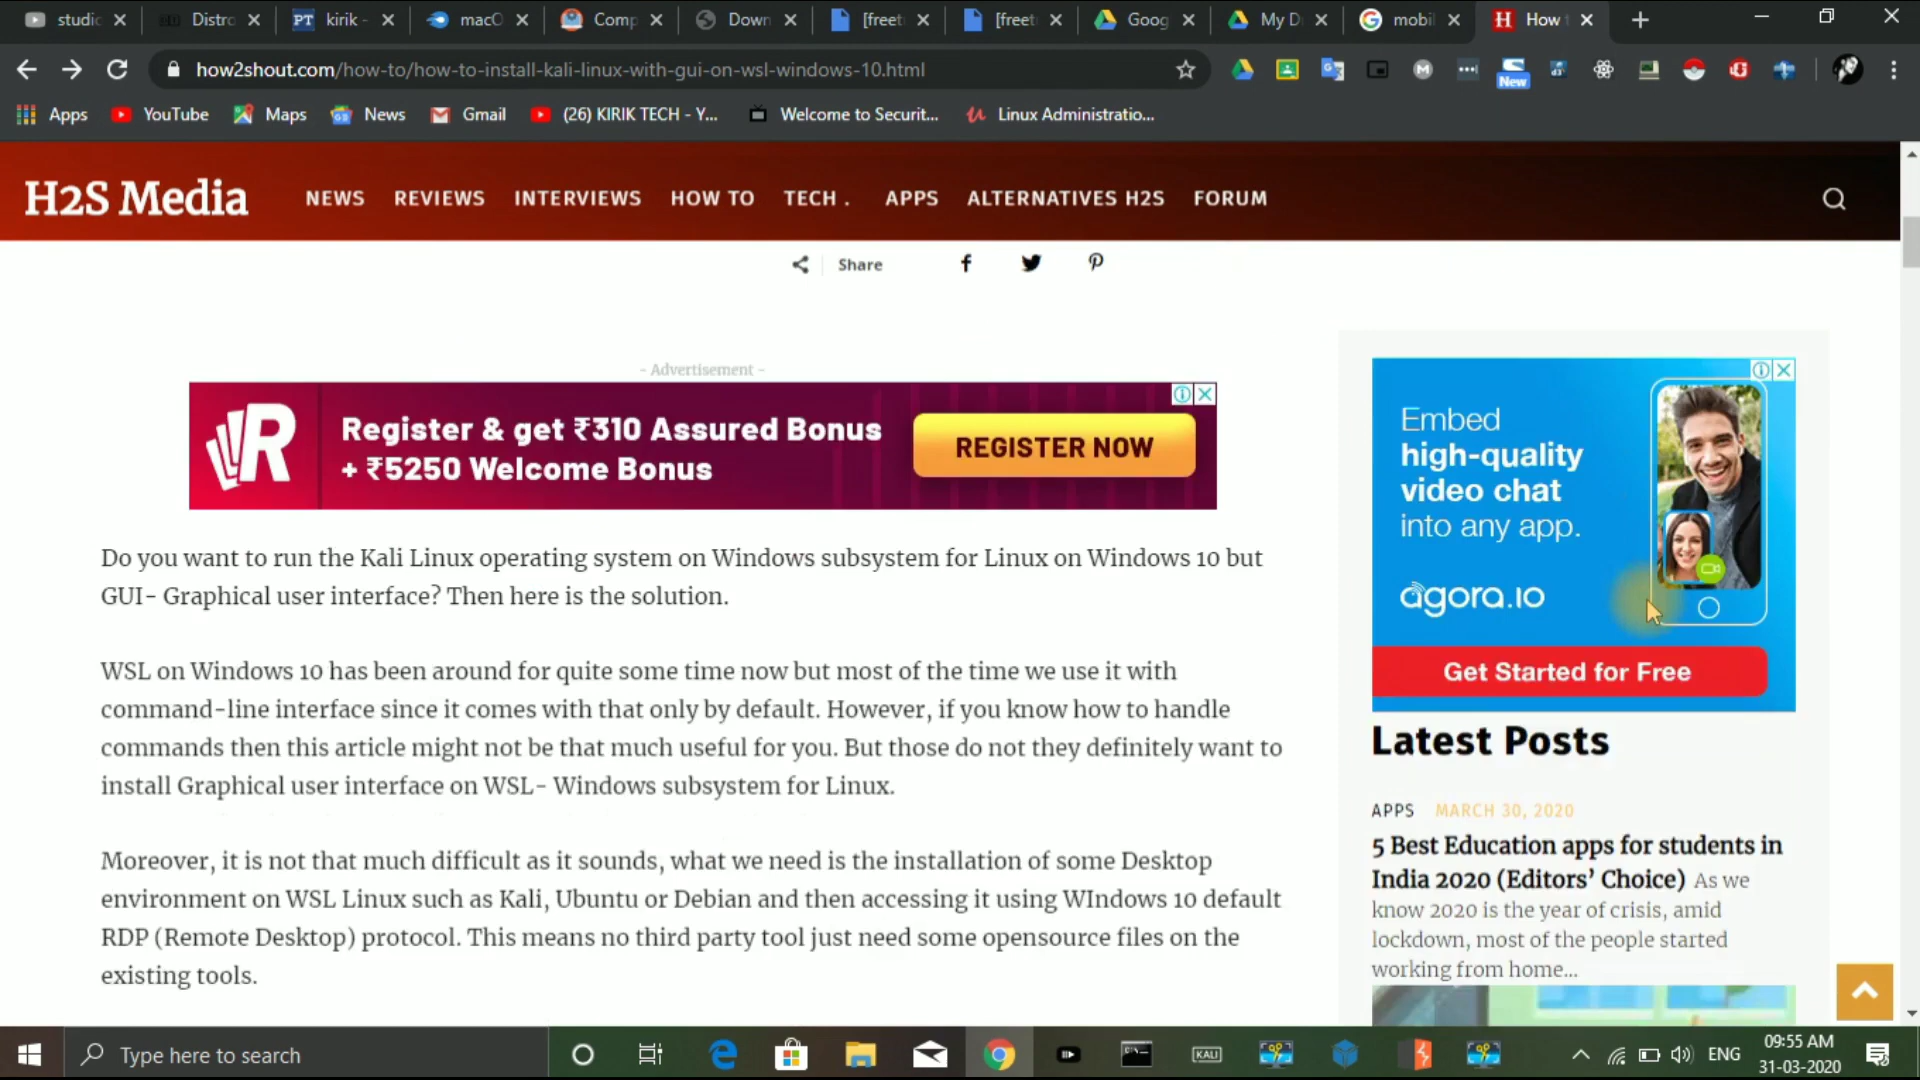 studic
Distro
PT kirik -
macO
Comp
Down
[freet
[freet
Goog
My D
mobil
H How t
how2shout.com/how-to/how-to-install-kali-linux-with-gui-on-wsl-windows-10.html
New
Apps
YouTube
Maps
News
Gmail
(26) KIRIK TECH - Y...
Welcome to Securit...
Linux Administratio...
H2S Media
NEWS
REVIEWS
INTERVIEWS
HOW TO
TECH .
APPS
ALTERNATIVES H2S
FORUM
Share
- Advertisement -
Register & get ₹310 Assured Bonus
+ ₹5250 Welcome Bonus
REGISTER NOW
Do you want to run the Kali Linux operating system on Windows subsystem for Linux on Windows 10 but
GUI- Graphical user interface? Then here is the solution.
WSL on Windows 10 has been around for quite some time now but most of the time we use it with
command-line interface since it comes with that only by default. However, if you know how to handle
commands then this article might not be that much useful for you. But those do not they definitely want to
install Graphical user interface on WSL- Windows subsystem for Linux.
Moreover, it is not that much difficult as it sounds, what we need is the installation of some Desktop
environment on WSL Linux such as Kali, Ubuntu or Debian and then accessing it using WIndows 10 default
RDP (Remote Desktop) protocol. This means no third party tool just need some opensource files on the
existing tools.
Embed
high-quality
video chat
into any app.
agora.io
Get Started for Free
Latest Posts
APPS MARCH 30, 2020
5 Best Education apps for students in
India 2020 (Editors' Choice) As we
know 2020 is the year of crisis, amid
lockdown, most of the people started
working from home...
Type here to search
KALI
ENG
09:55 AM
31-03-2020